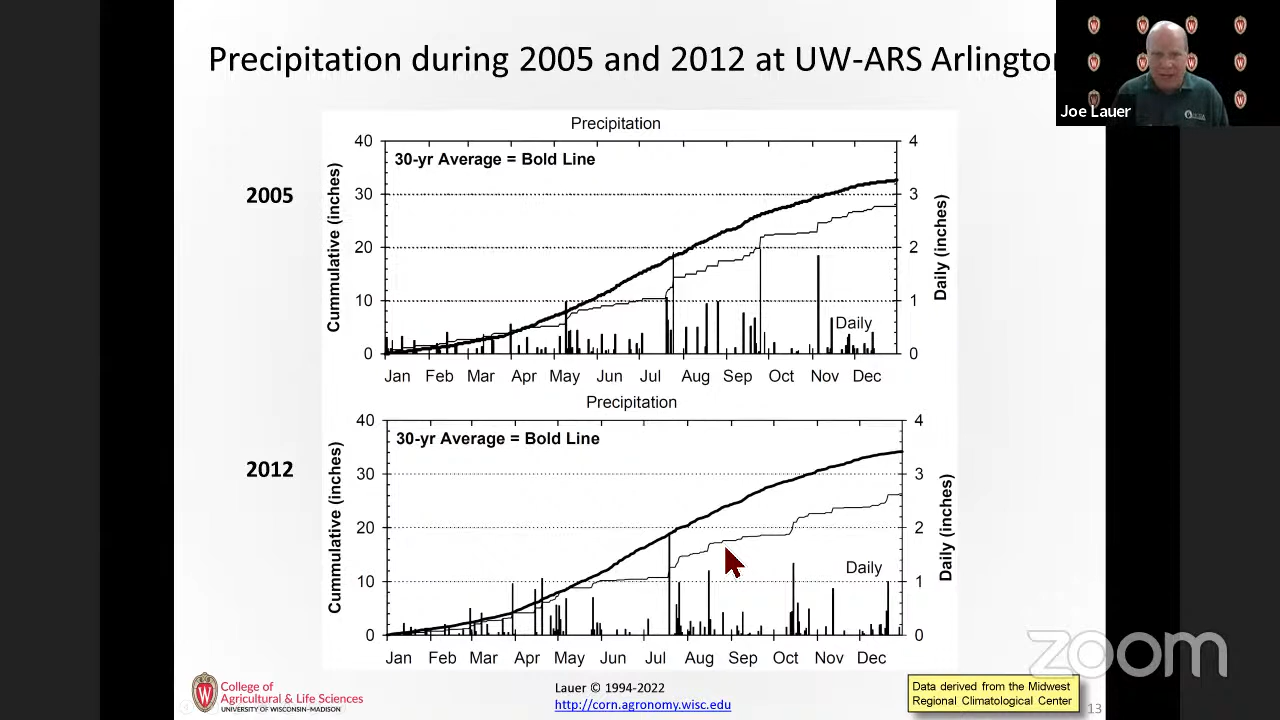 Precipitation during 2005 and 2012 at UW-ARS Arlington
Joe Lauer
Precipitation
2005
30-yr Average = Bold Line
Cummulative (inches)
40
30
20
10
0
4
3
2
1
0
Daily (inches)
Daily
Jan Feb Mar Apr May Jun Jul Aug Sep Oct Nov Dec
Precipitation
2012
30-yr Average = Bold Line
Cummulative (inches)
40
30
20
10
0
4
3
2
1
0
Daily (inches)
Daily
Jan Feb Mar Apr May Jun Jul Aug Sep Oct Nov Dec
zoom
College of
Agricultural & Life Sciences
UNIVERSITY OF WISCONSIN-MADISON
Lauer © 1994-2022
http://corn.agronomy.wisc.edu
Data derived from the Midwest
Regional Climatological Center
13